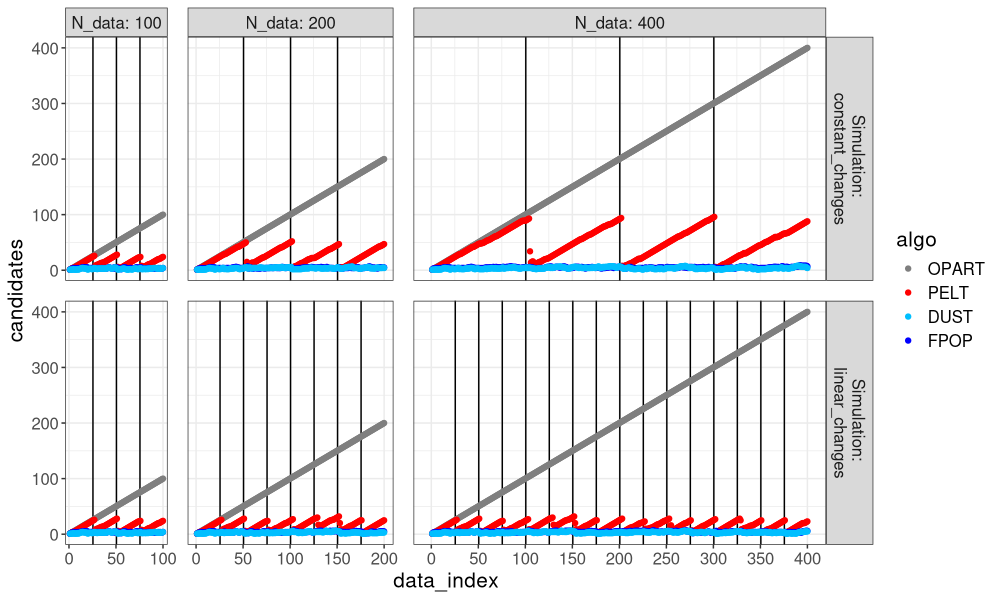 N_data: 100
N_data: 200
N_data: 400
candidates
400
300
200
100
0
Simulation:
constant_changes
400
300
200
100
0
Simulation:
linear_changes
0
50
100
0
50
100
150
200
0
50
100
150
200
250
300
350
400
data_index
algo
OPART
PELT
DUST
FPOP